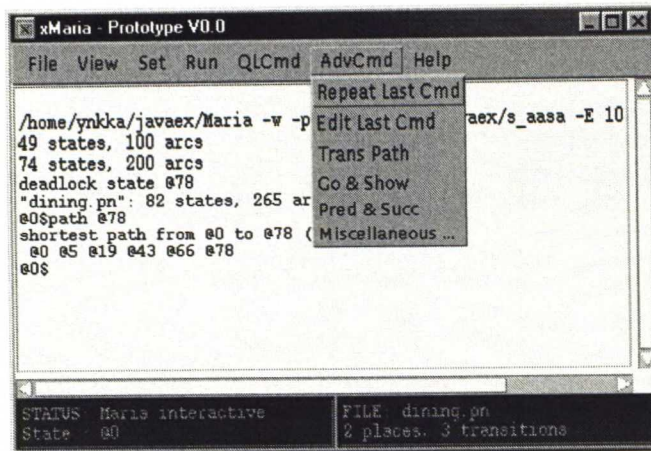 xMaria - Prototype V0.0
File View Set Run QLCmd AdvCmd Help
Repeat Last Cmd
Edit Last Cmd
Trans Path
Go & Show
Pred & Succ
Miscellaneous ...
/home/ynkka/javaex/Maria -w -p aex/s_aasa -E 10
49 states, 100 arcs
74 states, 200 arcs
deadlock state @78
"dining.pn": 82 states, 265 ar
@0$path @78
shortest path from @0 to @78 (
@0 @5 @19 @43 @66 @78
@0$
STATUS Maria interactive
State @0
FILE dining.pn
2 places, 3 transitions